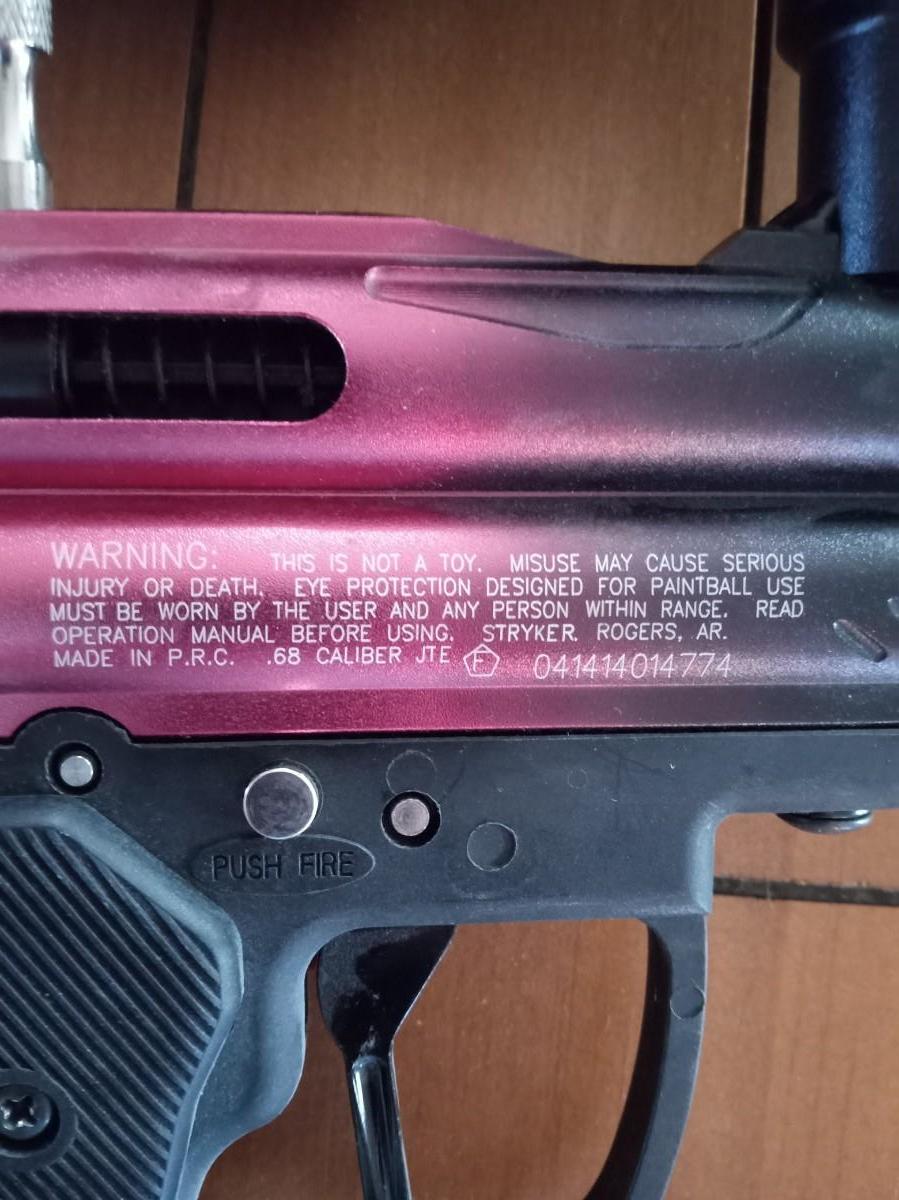 WARNING: THIS IS NOT A TOY. MISUSE MAY CAUSE SERIOUS
INJURY OR DEATH. EYE PROTECTION DESIGNED FOR PAINTBALL USE
MUST BE WORN BY THE USER AND ANY PERSON WITHIN RANGE. READ
OPERATION MANUAL BEFORE USING. STRYKER. ROGERS, AR.
MADE IN P.R.C. .68 CALIBER JTE F 041414014774
PUSH FIRE